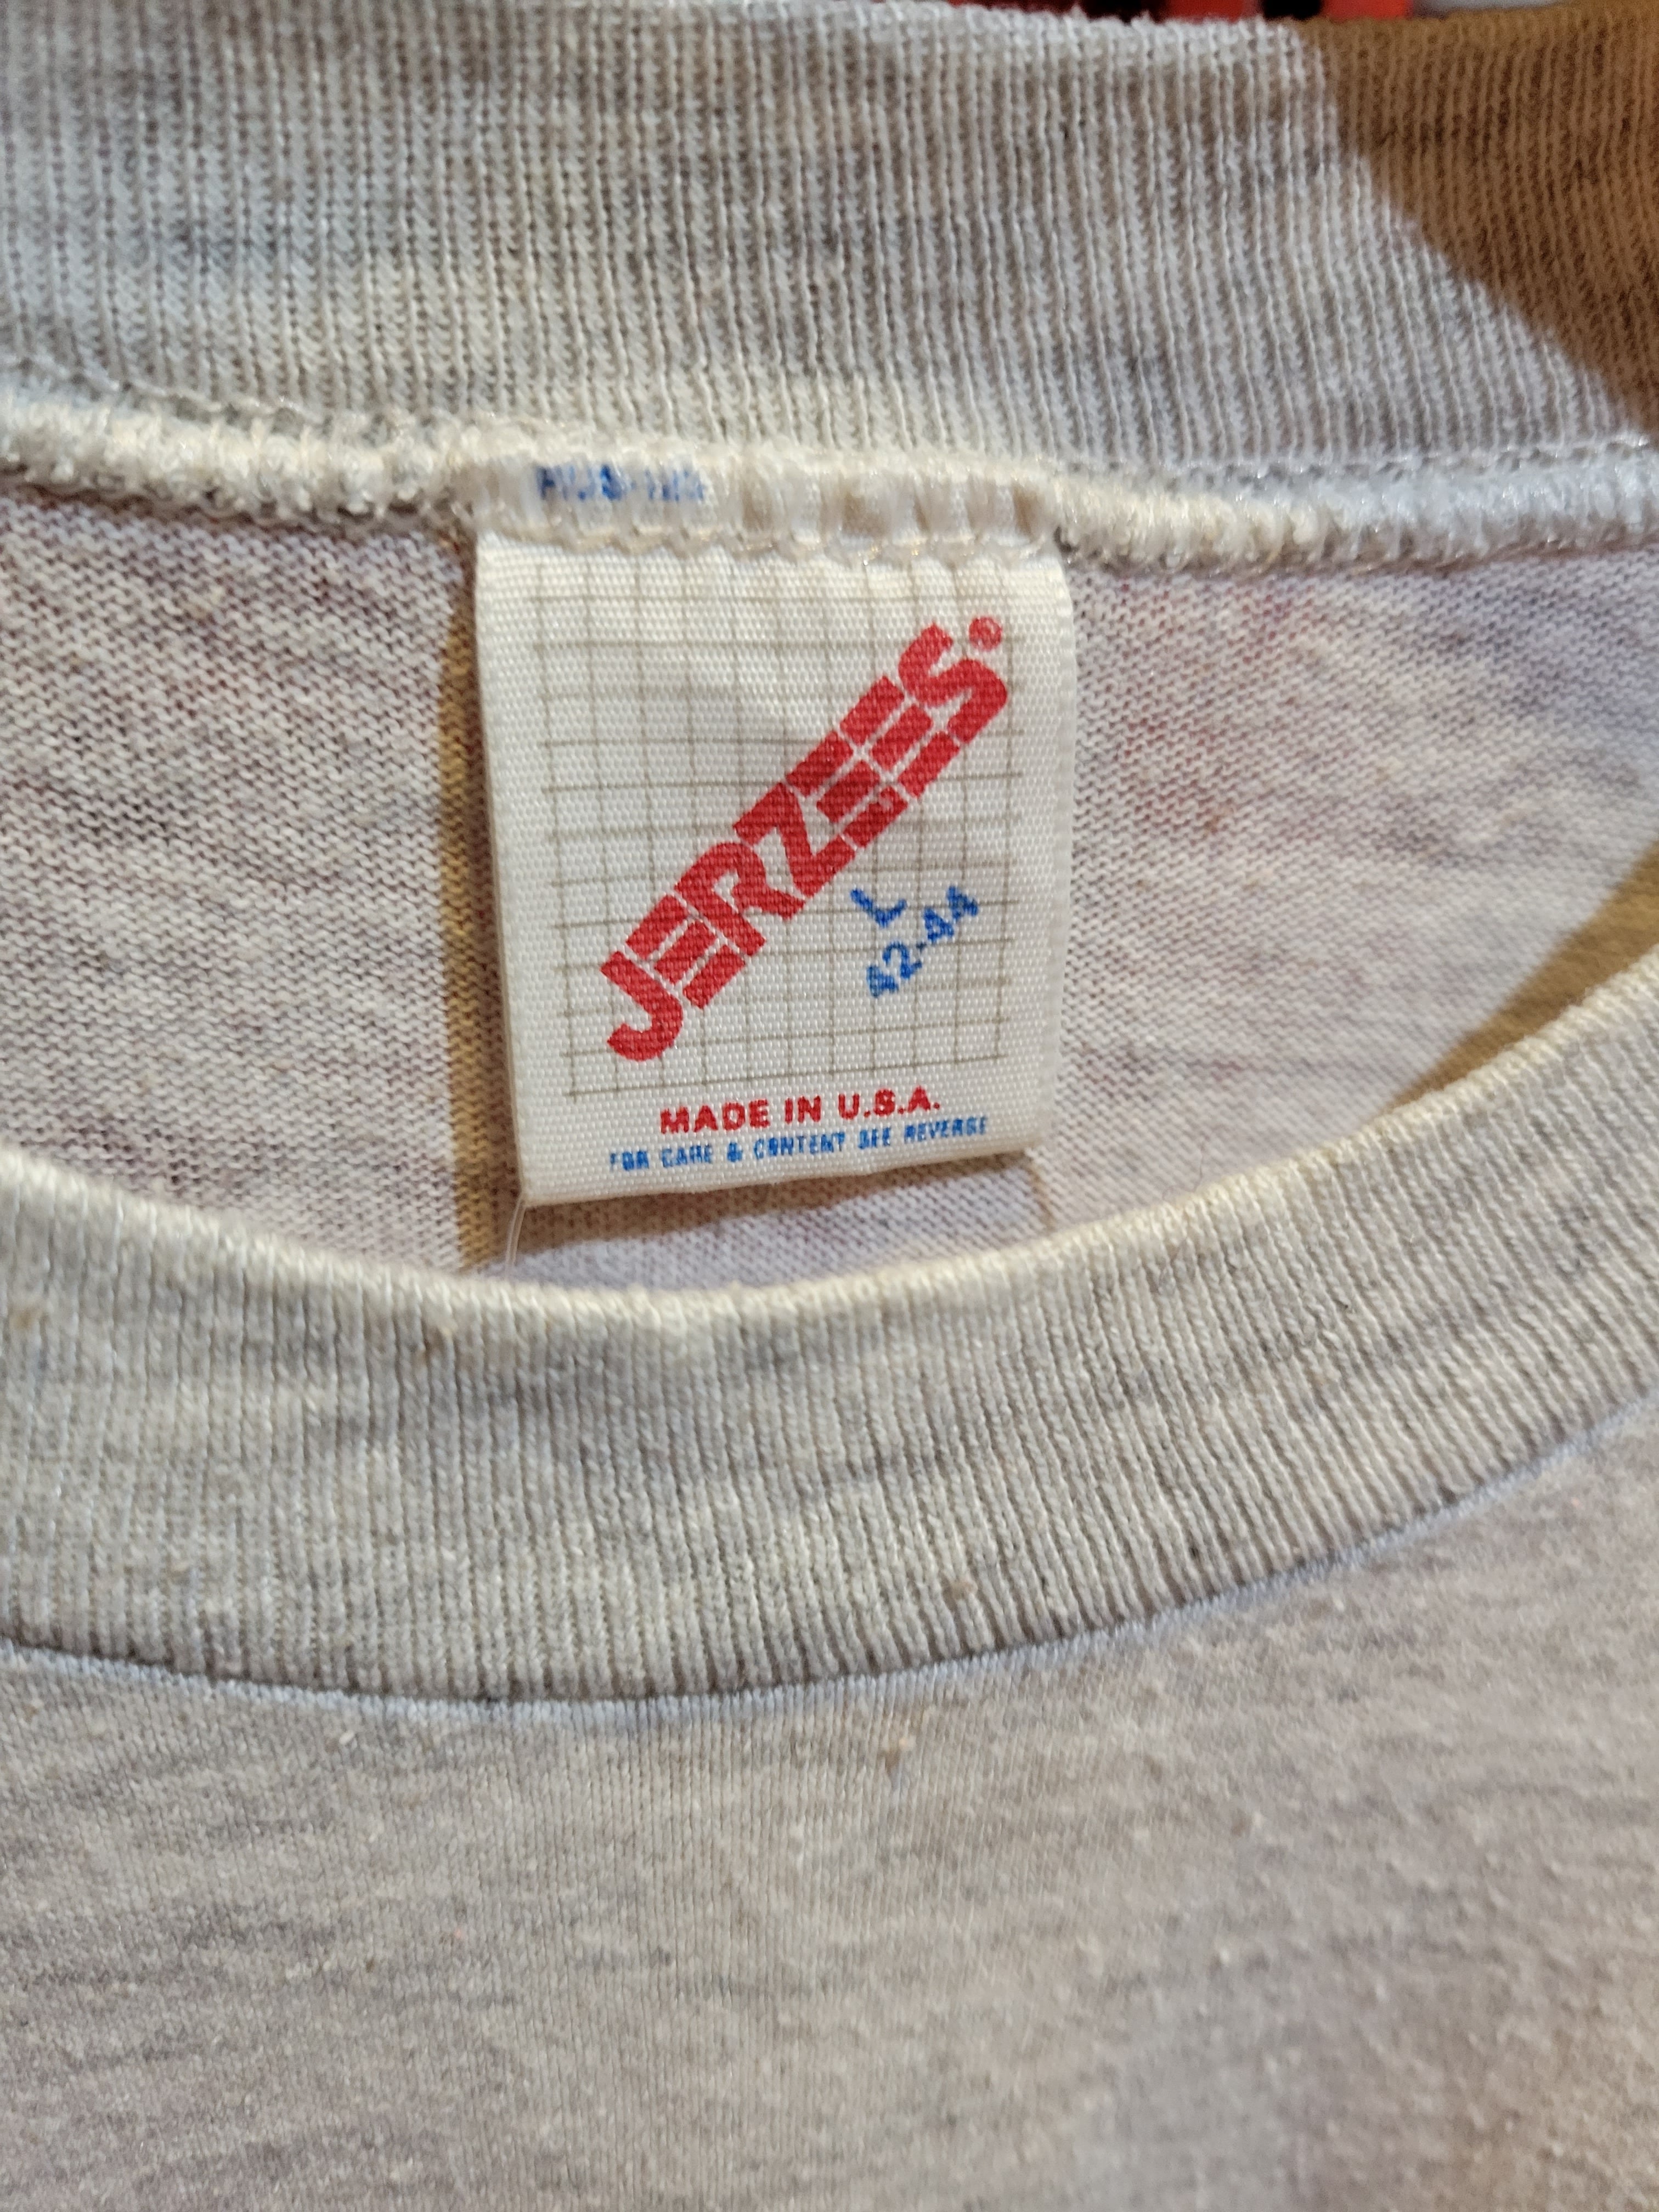 JERZEES®
L
42-44
MADE IN U.S.A.
FOR CARE & CONTENT SEE REVERSE